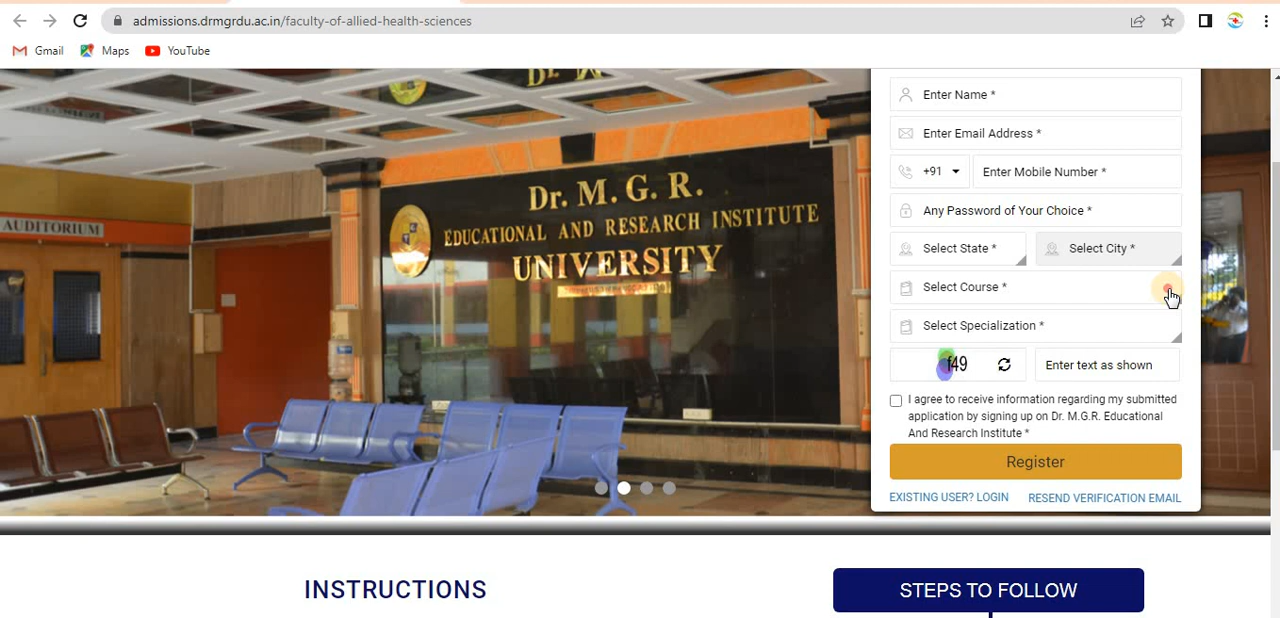 admissions.drmgrdu.ac.in/faculty-of-allied-health-sciences
Gmail Maps YouTube
AUDITORIUM
Dr. M. G. R.
EDUCATIONAL AND RESEARCH INSTITUTE
UNIVERSITY
Enter Name *
Enter Email Address *
+91 Enter Mobile Number *
Any Password of Your Choice *
Select State * Select City *
Select Course *
Select Specialization *
f49 Enter text as shown
I agree to receive information regarding my submitted
application by signing up on Dr. M.G.R. Educational
And Research Institute *
Register
EXISTING USER? LOGIN RESEND VERIFICATION EMAIL
INSTRUCTIONS
STEPS TO FOLLOW